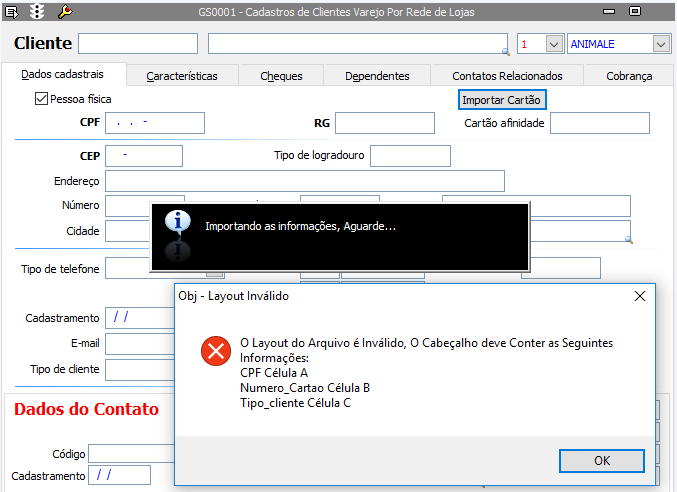 GS0001 - Cadastros de Clientes Varejo Por Rede de Lojas
Cliente 1 ANIMALE
Dados cadastrais Características Cheques Dependentes Contatos Relacionados Cobrança
Pessoa física Importar Cartão
CPF . . - RG Cartão afinidade
CEP - Tipo de logradouro
Endereço
Número
Cidade
Importando as informações, Aguarde...
Tipo de telefone
Cadastramento / /
E-mail
Tipo de cliente
Obj - Layout Inválido
O Layout do Arquivo é Inválido, O Cabeçalho deve Conter as Seguintes
Informações:
CPF Célula A
Numero_Cartao Célula B
Tipo_cliente Célula C
OK
Dados do Contato
Código
Cadastramento / /